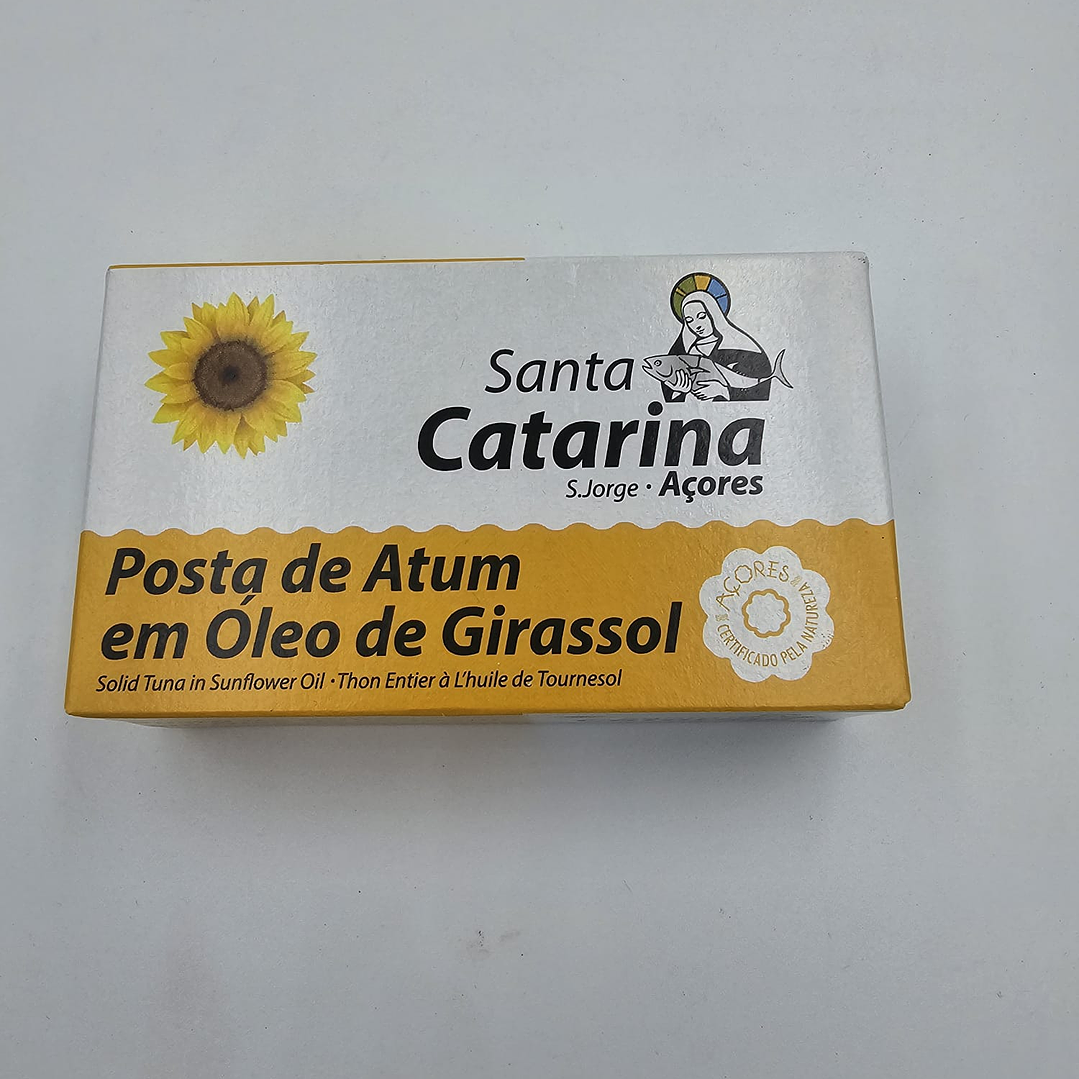 Santa
Catarina
S.Jorge · Açores
Posta de Atum
em Óleo de Girassol
Solid Tuna in Sunflower Oil · Thon Entier à L'huile de Tournesol
AÇORES
CERTIFICADO PELA NATUREZA